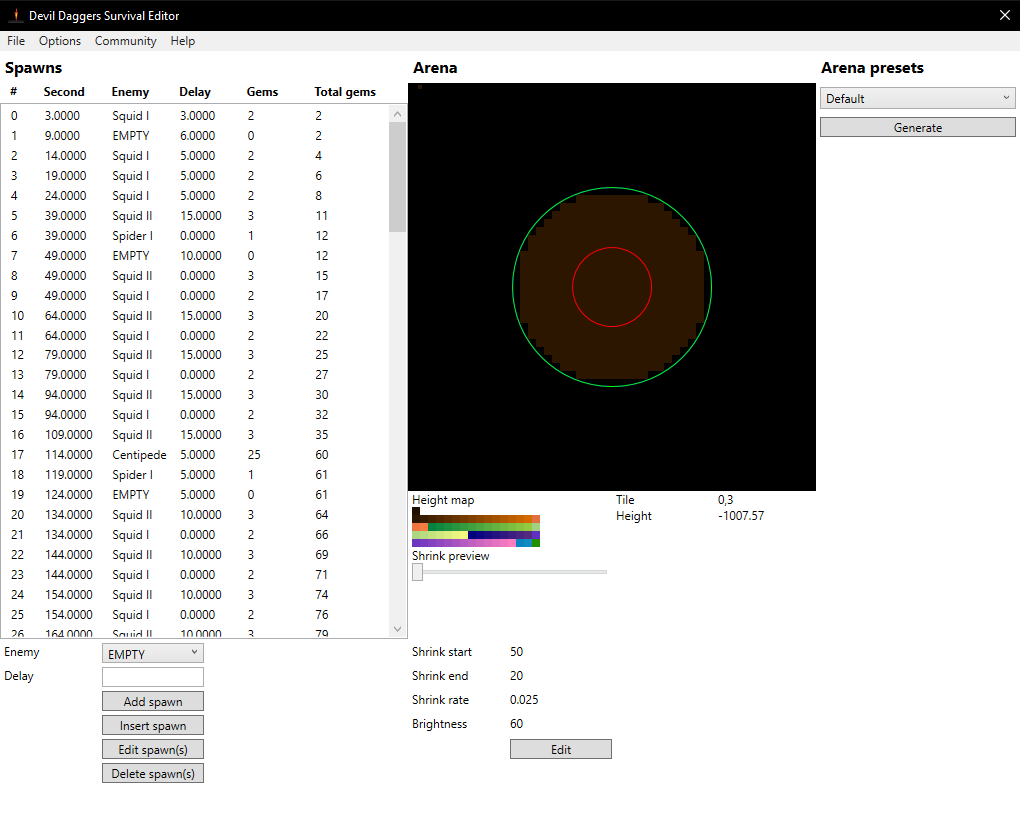 Devil Daggers Survival Editor
File Options Community Help
Spawns
# Second Enemy Delay Gems Total gems
0 3.0000 Squid I 3.0000 2 2
1 9.0000 EMPTY 6.0000 0 2
2 14.0000 Squid I 5.0000 2 4
3 19.0000 Squid I 5.0000 2 6
4 24.0000 Squid I 5.0000 2 8
5 39.0000 Squid II 15.0000 3 11
6 39.0000 Spider I 0.0000 1 12
7 49.0000 EMPTY 10.0000 0 12
8 49.0000 Squid II 0.0000 3 15
9 49.0000 Squid I 0.0000 2 17
10 64.0000 Squid II 15.0000 3 20
11 64.0000 Squid I 0.0000 2 22
12 79.0000 Squid II 15.0000 3 25
13 79.0000 Squid I 0.0000 2 27
14 94.0000 Squid II 15.0000 3 30
15 94.0000 Squid I 0.0000 2 32
16 109.0000 Squid II 15.0000 3 35
17 114.0000 Centipede 5.0000 25 60
18 119.0000 Spider I 5.0000 1 61
19 124.0000 EMPTY 5.0000 0 61
20 134.0000 Squid II 10.0000 3 64
21 134.0000 Squid I 0.0000 2 66
22 144.0000 Squid II 10.0000 3 69
23 144.0000 Squid I 0.0000 2 71
24 154.0000 Squid II 10.0000 3 74
25 154.0000 Squid I 0.0000 2 76
26 164.0000 Squid II 10.0000 3 79
Enemy EMPTY
Delay
Add spawn
Insert spawn
Edit spawn(s)
Delete spawn(s)
Arena
Height map
Tile 0,3
Height -1007.57
Shrink preview
Shrink start 50
Shrink end 20
Shrink rate 0.025
Brightness 60
Edit
Arena presets
Default
Generate